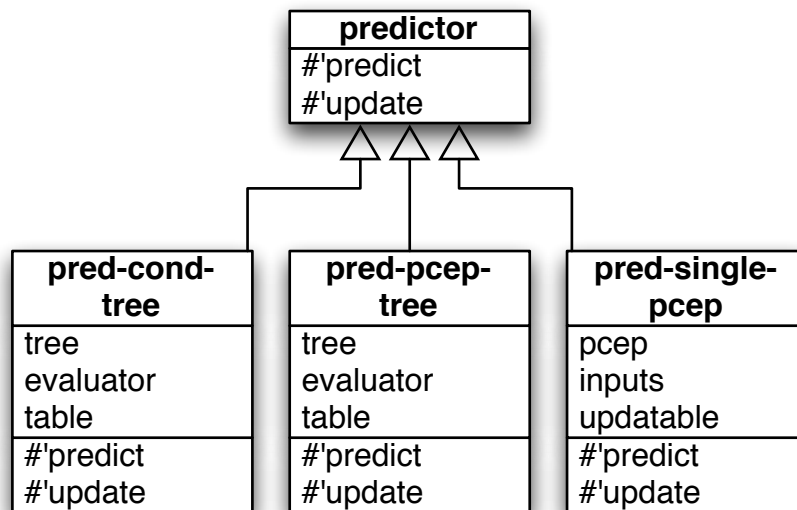 predictor
#'predict
#'update
pred-cond-
tree
tree
evaluator
table
#'predict
#'update
pred-pcep-
tree
tree
evaluator
table
#'predict
#'update
pred-single-
pcep
pcep
inputs
updatable
#'predict
#'update